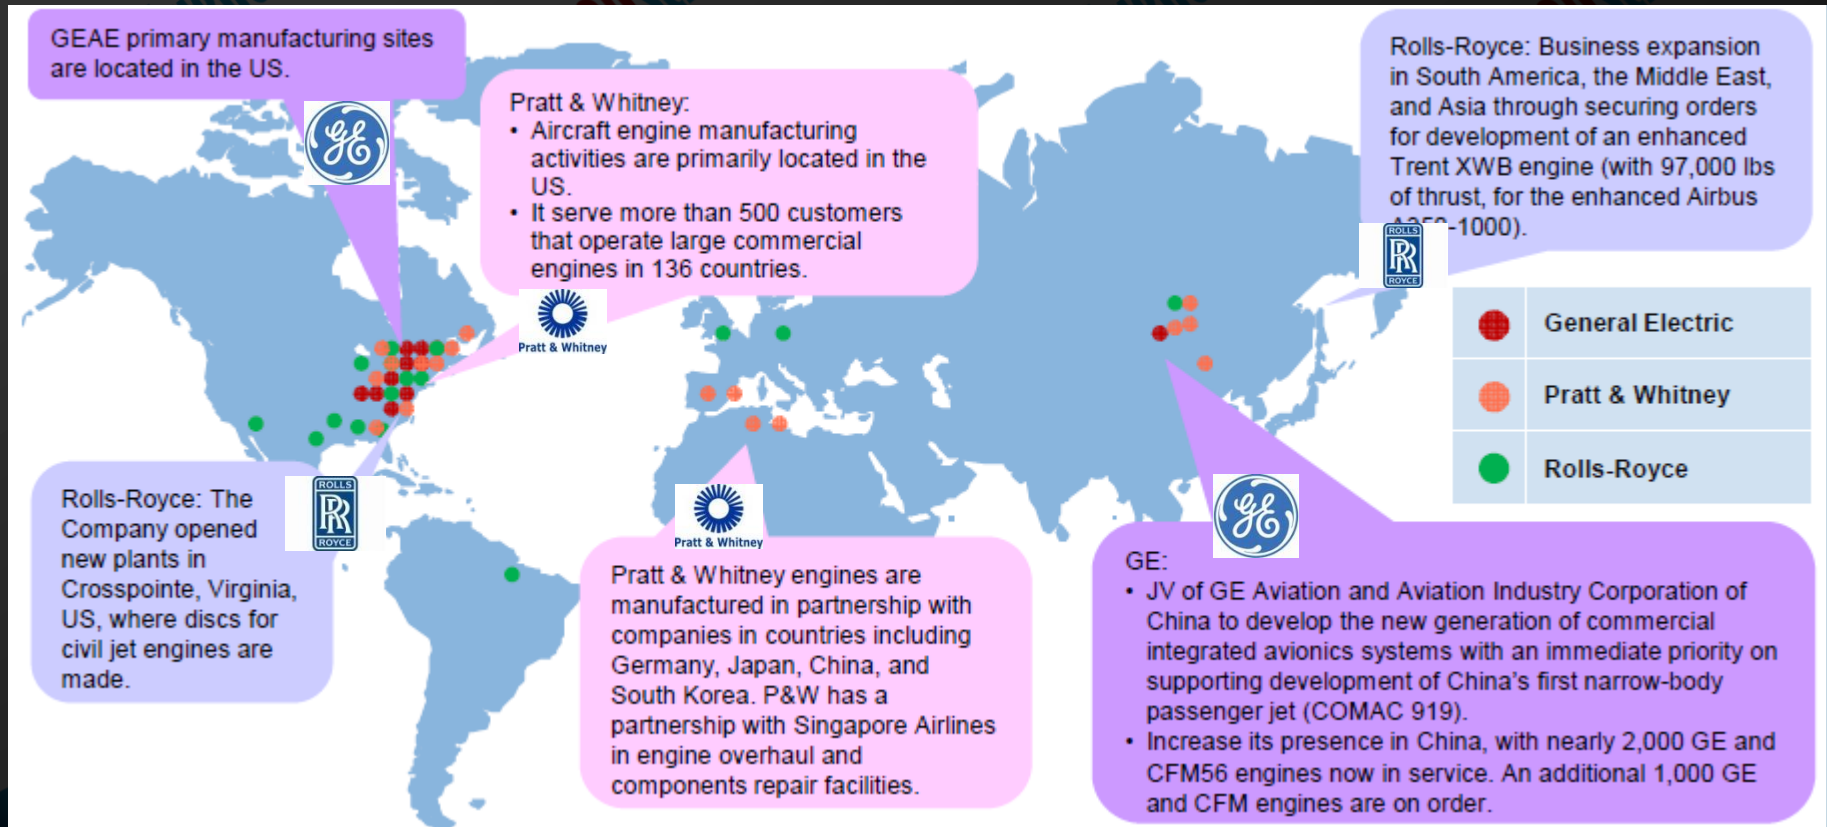 GEAE primary manufacturing sites
are located in the US.
Pratt & Whitney:
• Aircraft engine manufacturing
activities are primarily located in the
US.
• It serve more than 500 customers
that operate large commercial
engines in 136 countries.
Rolls-Royce: Business expansion
in South America, the Middle East,
and Asia through securing orders
for development of an enhanced
Trent XWB engine (with 97,000 lbs
of thrust, for the enhanced Airbus
-1000).
GE
ROLLS
RR
ROYCE
Pratt & Whitney
General Electric
Pratt & Whitney
Rolls-Royce
Rolls-Royce: The
Company opened
new plants in
Crosspointe, Virginia,
US, where discs for
civil jet engines are
made.
ROLLS
RR
ROYCE
Pratt & Whitney
Pratt & Whitney engines are
manufactured in partnership with
companies in countries including
Germany, Japan, China, and
South Korea. P&W has a
partnership with Singapore Airlines
in engine overhaul and
components repair facilities.
GE
GE:
• JV of GE Aviation and Aviation Industry Corporation of
China to develop the new generation of commercial
integrated avionics systems with an immediate priority on
supporting development of China's first narrow-body
passenger jet (COMAC 919).
• Increase its presence in China, with nearly 2,000 GE and
CFM56 engines now in service. An additional 1,000 GE
and CFM engines are on order.